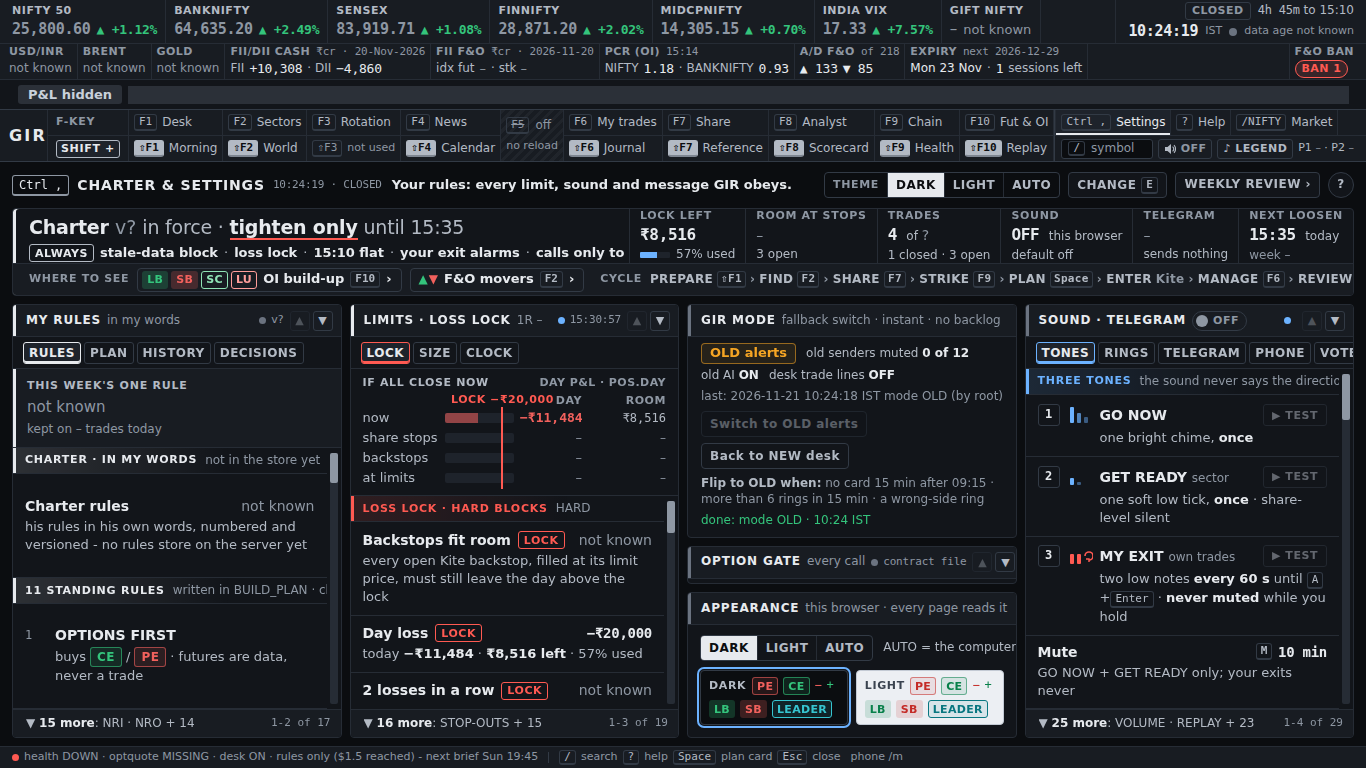 NIFTY 50 BANKNIFTY SENSEX FINNIFTY MIDCPNIFTY INDIA VIX GIFT NIFTY CLOSED 4h 45m to 15:10
25,800.60 ▲ +1.12% 64,635.20 ▲ +2.49% 83,919.71 ▲ +1.08% 28,871.20 ▲ +2.02% 14,305.15 ▲ +0.70% 17.33 ▲ +7.57% – not known 10:24:19 IST ● data age not known
USD/INR BRENT GOLD FII/DII CASH ₹cr · 20-Nov-2026 FII F&O ₹cr · 2026-11-20 PCR (OI) 15:14 A/D F&O of 218 EXPIRY next 2026-12-29 F&O BAN
not known not known not known FII +10,308 · DII −4,860 idx fut – · stk – NIFTY 1.18 · BANKNIFTY 0.93 ▲ 133 ▼ 85 Mon 23 Nov · 1 sessions left BAN 1
P&L hidden
GIR F-KEY F1 Desk F2 Sectors F3 Rotation F4 News F5 off F6 My trades F7 Share F8 Analyst F9 Chain F10 Fut & OI Ctrl , Settings ? Help /NIFTY Market
SHIFT + ⇧F1 Morning ⇧F2 World ⇧F3 not used ⇧F4 Calendar no reload ⇧F6 Journal ⇧F7 Reference ⇧F8 Scorecard ⇧F9 Health ⇧F10 Replay / symbol OFF ♪ LEGEND P1 – · P2 –
Ctrl , CHARTER & SETTINGS 10:24:19 · CLOSED Your rules: every limit, sound and message GIR obeys. THEME DARK LIGHT AUTO CHANGE E WEEKLY REVIEW › ?
Charter v? in force · tighten only until 15:35
ALWAYS stale-data block · loss lock · 15:10 flat · your exit alarms · calls only to
LOCK LEFT ROOM AT STOPS TRADES SOUND TELEGRAM NEXT LOOSEN
₹8,516 – 4 of ? OFF this browser – 15:35 today
57% used 3 open 1 closed · 3 open default off sends nothing week –
WHERE TO SEE LB SB SC LU OI build-up F10 › ▲▼ F&O movers F2 › CYCLE PREPARE ⇧F1 › FIND F2 › SHARE F7 › STRIKE F9 › PLAN Space › ENTER Kite › MANAGE F6 › REVIEW
MY RULES in my words ● v? ▲ ▼
RULES PLAN HISTORY DECISIONS
THIS WEEK'S ONE RULE
not known
kept on – trades today
CHARTER · IN MY WORDS not in the store yet
Charter rules not known
his rules in his own words, numbered and
versioned - no rules store on the server yet
11 STANDING RULES written in BUILD_PLAN
1 OPTIONS FIRST
buys CE / PE · futures are data,
never a trade
▼ 15 more: NRI · NRO + 14 1-2 of 17
LIMITS · LOSS LOCK 1R – ● 15:30:57 ▲ ▼
LOCK SIZE CLOCK
IF ALL CLOSE NOW DAY P&L · POS.DAY
LOCK −₹20,000 DAY ROOM
now −₹11,484 ₹8,516
share stops – –
backstops – –
at limits – –
LOSS LOCK · HARD BLOCKS HARD
Backstops fit room LOCK not known
every open Kite backstop, filled at its limit
price, must still leave the day above the
lock
Day loss LOCK −₹20,000
today −₹11,484 · ₹8,516 left · 57% used
2 losses in a row LOCK not known
▼ 16 more: STOP-OUTS + 15 1-3 of 19
GIR MODE fallback switch · instant · no backlog
OLD alerts old senders muted 0 of 12
old AI ON desk trade lines OFF
last: 2026-11-21 10:24:18 IST mode OLD (by root)
Switch to OLD alerts
Back to NEW desk
Flip to OLD when: no card 15 min after 09:15 ·
more than 6 rings in 15 min · a wrong-side ring
done: mode OLD · 10:24 IST
OPTION GATE every call ● contract file ▲ ▼
APPEARANCE this browser · every page reads it
DARK LIGHT AUTO AUTO = the computer
DARK PE CE − + LIGHT PE CE − +
LB SB LEADER LB SB LEADER
SOUND · TELEGRAM OFF ● ▲ ▼
TONES RINGS TELEGRAM PHONE VOTE
THREE TONES the sound never says the directio
1 GO NOW ▶ TEST
one bright chime, once
2 GET READY sector ▶ TEST
one soft low tick, once · share-
level silent
3 MY EXIT own trades ▶ TEST
two low notes every 60 s until A
+Enter · never muted while you
hold
Mute M 10 min
GO NOW + GET READY only; your exits
never
▼ 25 more: VOLUME · REPLAY + 23 1-4 of 29
● health DOWN · optquote MISSING · desk ON · rules only ($1.5 reached) - next brief Sun 19:45 / search ? help Space plan card Esc close phone /m